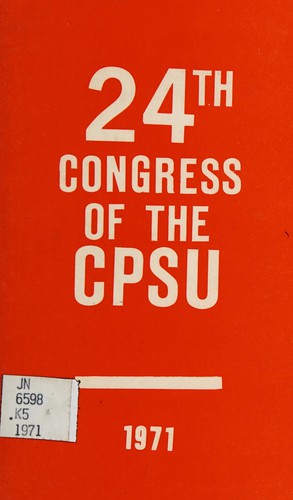 24TH
CONGRESS
OF THE
CPSU
JN
6598
.K5
1971
1971